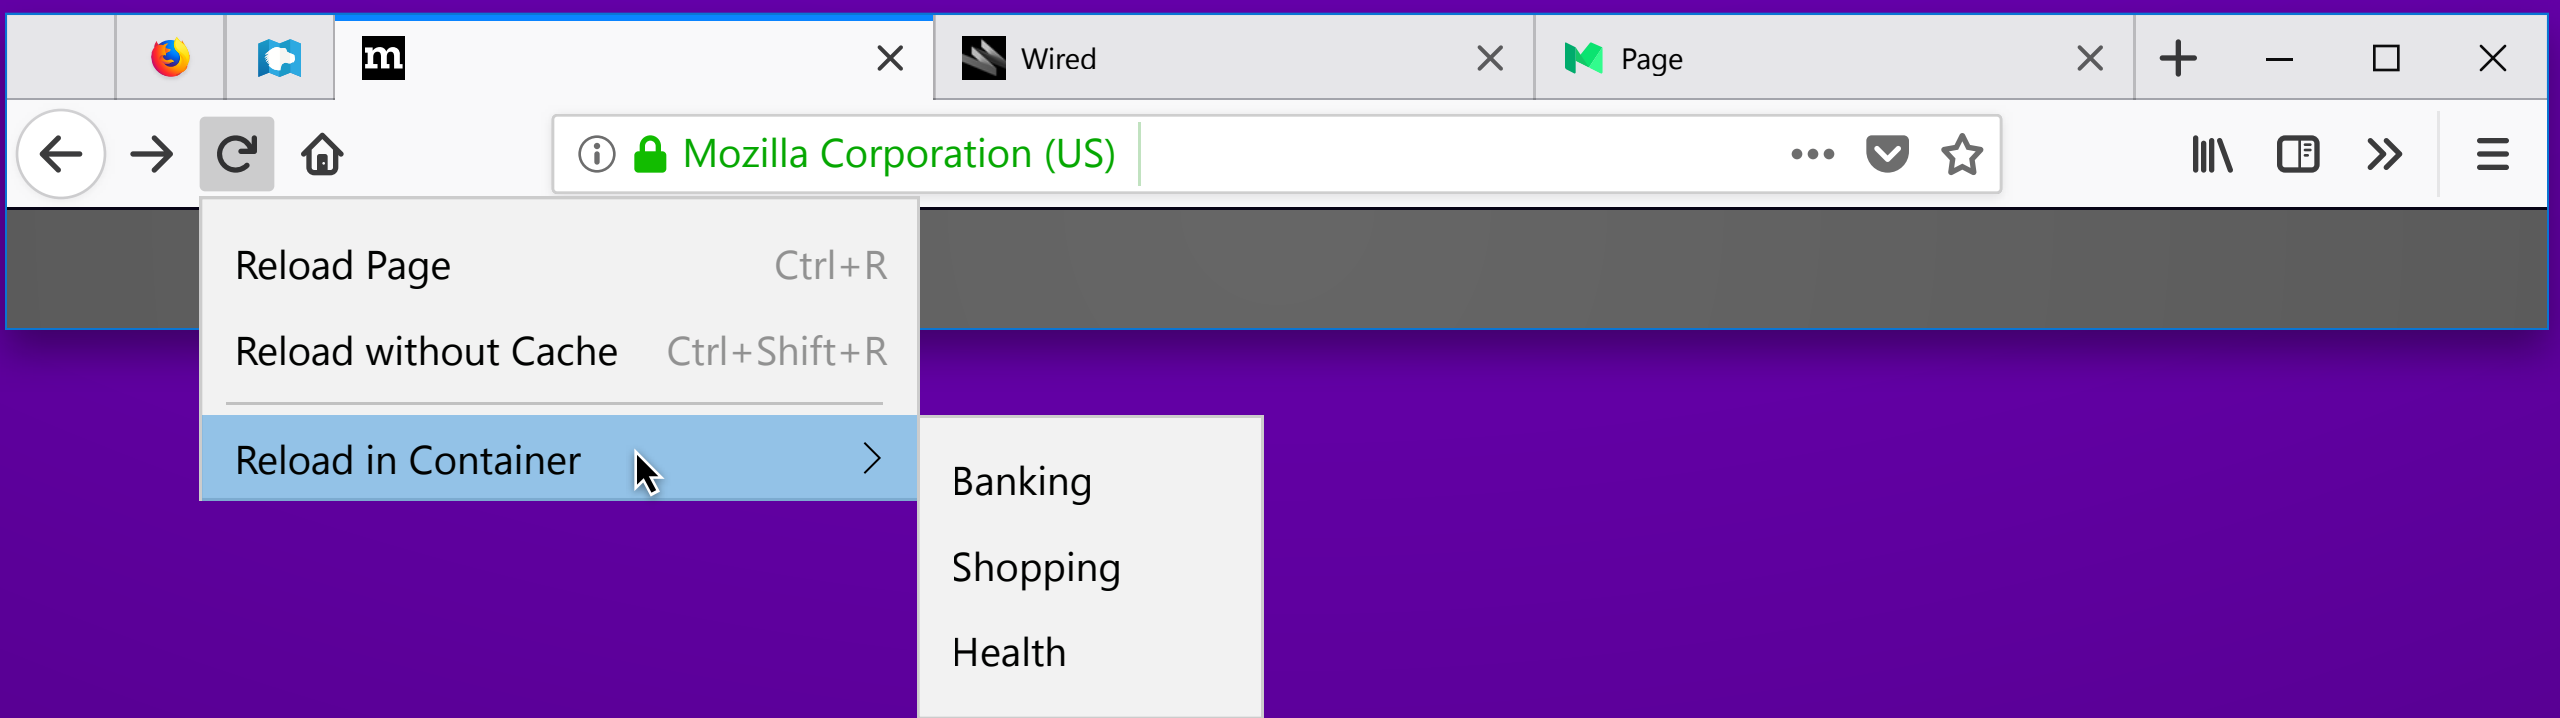 m
Wired
Page
Mozilla Corporation (US)
Reload Page Ctrl+R
Reload without Cache Ctrl+Shift+R
Reload in Container
Banking
Shopping
Health